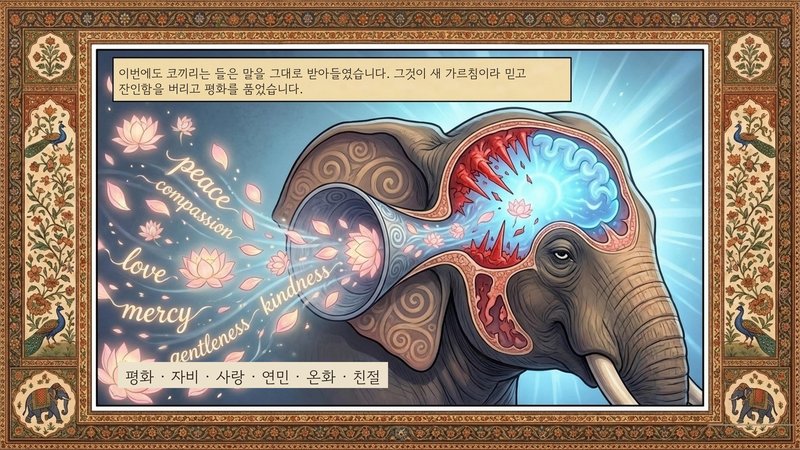 이번에도 코끼리는 들은 말을 그대로 받아들였습니다. 그것이 새 가르침이라 믿고
잔인함을 버리고 평화를 품었습니다.
peace
compassion
love
mercy
kindness
gentleness
평화 · 자비 · 사랑 · 연민 · 온화 · 친절